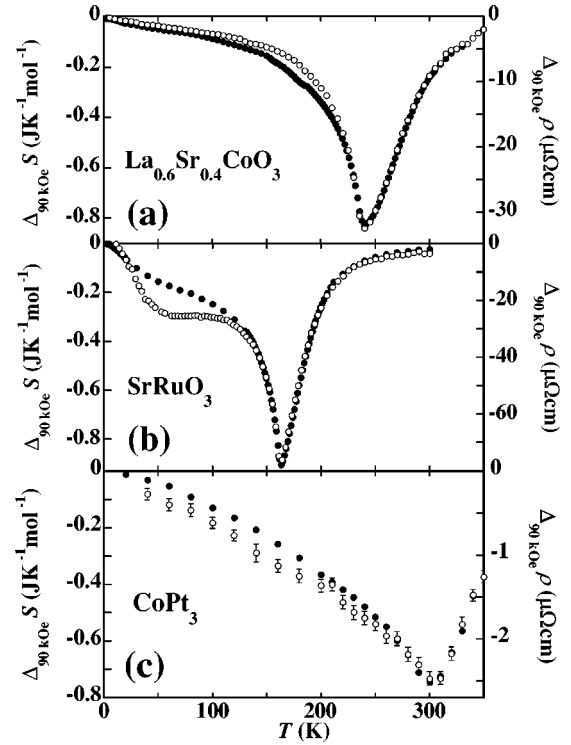 0
-0.2
-0.4
-0.6
-0.8
Δ90 kOe S (JK-1mol-1)
La0.6Sr0.4CoO3
(a)
0
-10
-20
-30
Δ90 kOe ρ (μΩcm)
0
-0.2
-0.4
-0.6
-0.8
Δ90 kOe S (JK-1mol-1)
SrRuO3
(b)
0
-20
-40
-60
Δ90 kOe ρ (μΩcm)
0
-0.2
-0.4
-0.6
-0.8
Δ90 kOe S (JK-1mol-1)
CoPt3
(c)
0
-1
-2
Δ90 kOe ρ (μΩcm)
0 100 200 300
T (K)